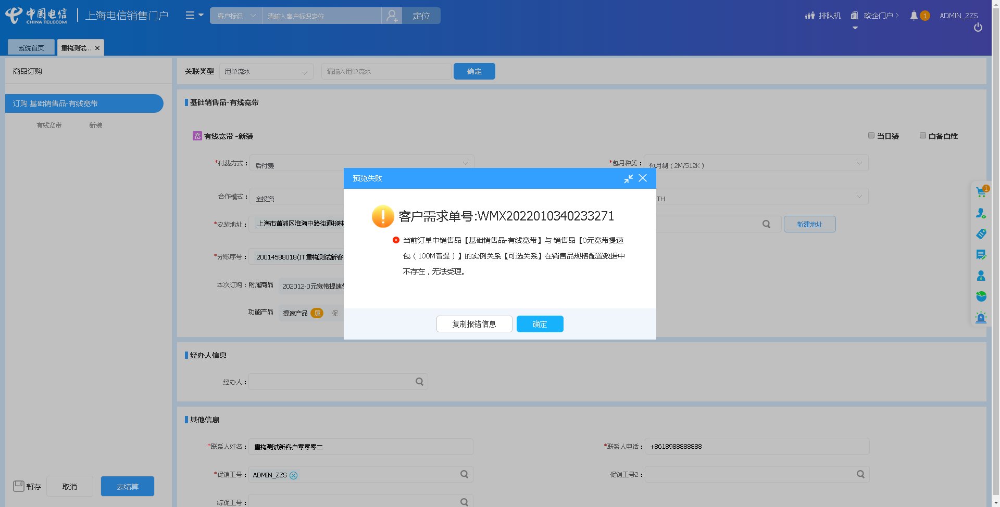 中国电信
CHINA TELECOM
上海电信销售门户
客户标识
请输入客户标识定位
定位
排队机
政企门户
1
ADMIN_ZZS
系统首页
重构测试...
商品订购
订购 基础销售品-有线宽带
有线宽带 新装
关联类型
甩单流水
请输入甩单流水
确定
基础销售品-有线宽带
宽 有线宽带 -新装
当日装
自备自维
*付费方式：
后付费
*包月种类：
包月制（2M/512K）
合作模式：
全投资
TH
*安装地址：
上海市黄浦区淮海中路街道柳林
新建地址
*分账序号：
20014588018(IT重构测试新客
本次订购：
附属商品
202012-0元宽带提速
功能产品
提速产品 属 促
预览失败
客户需求单号:WMX2022010340233271
当前订单中销售品【基础销售品-有线宽带】与 销售品【0元宽带提速
包（100M普提）】的实例关系【可选关系】在销售品规格配置数据中
不存在，无法受理。
复制报错信息
确定
1
经办人信息
经办人：
其他信息
*联系人姓名：
重构测试新客户零零零二
*联系人电话：
+8618988888888
*促销工号：
ADMIN_ZZS
促销工号2：
综促工号：
暂存
取消
去结算